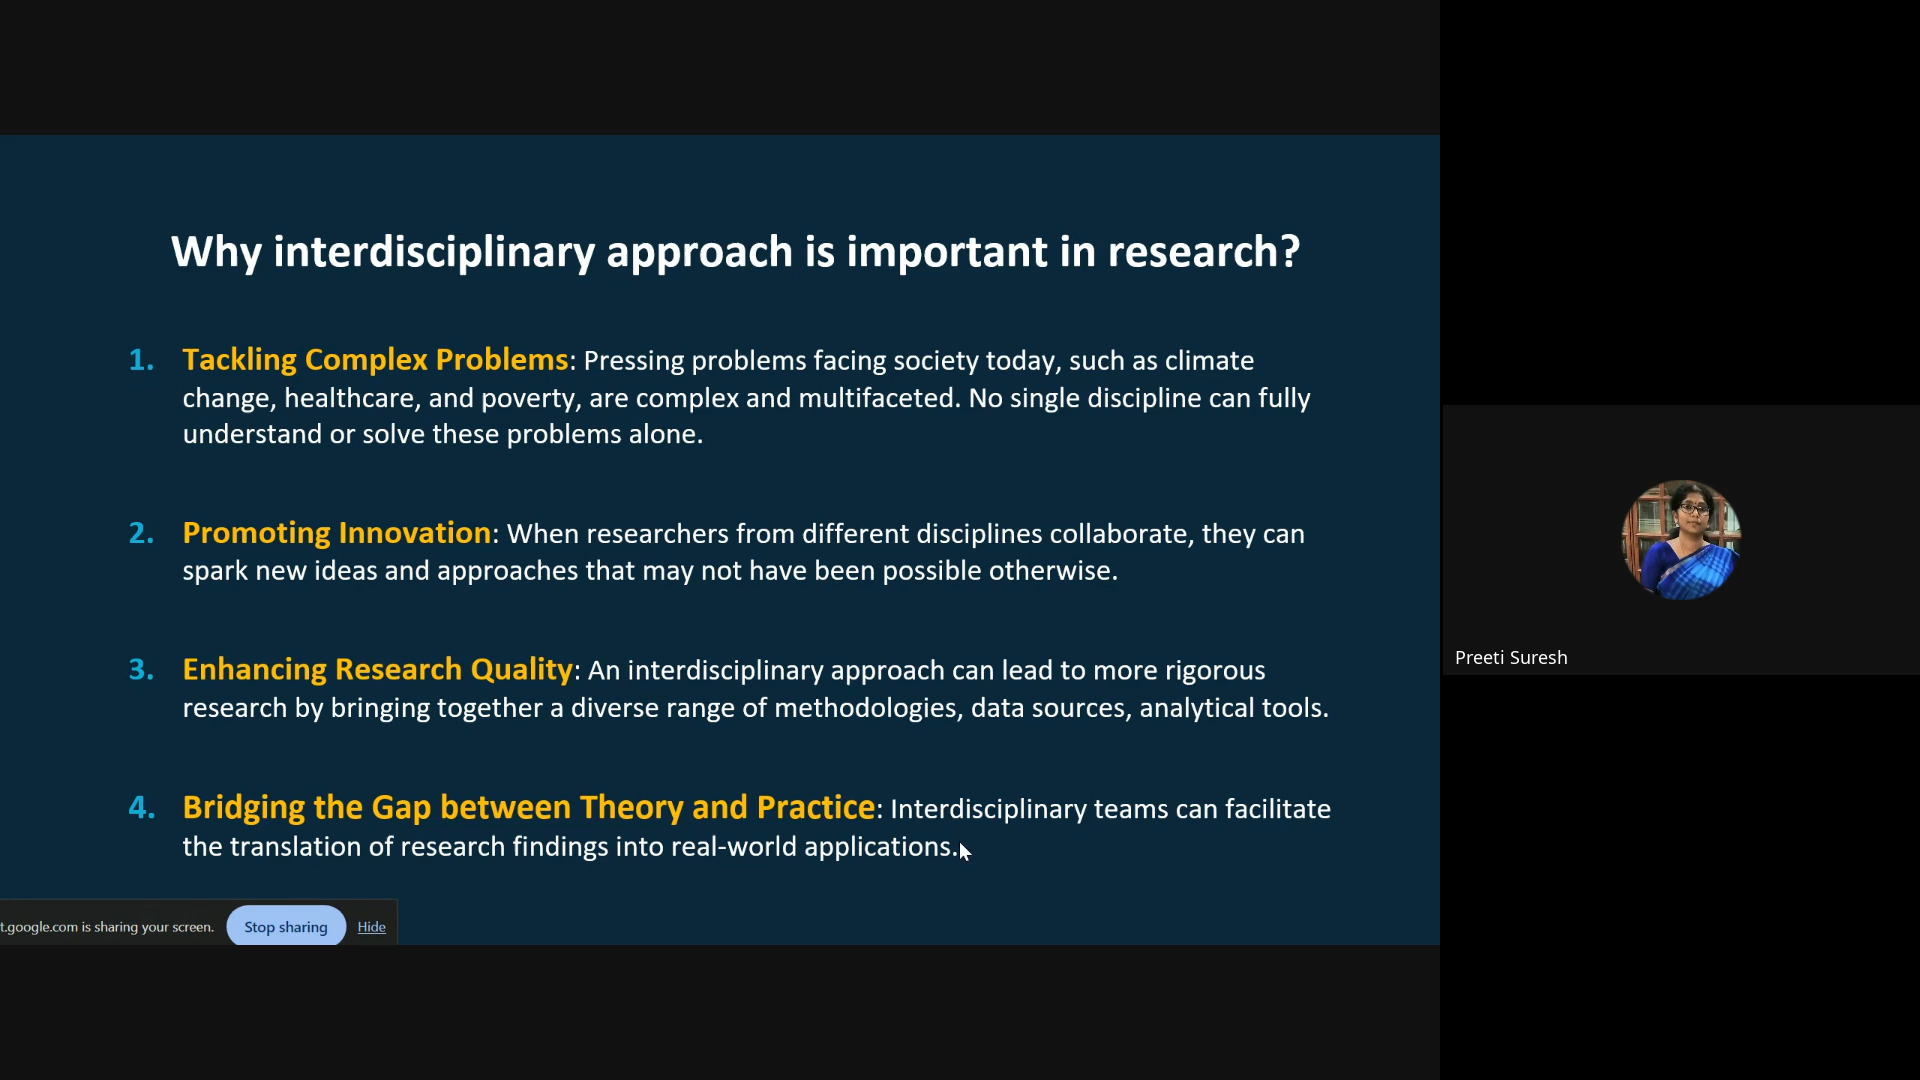 Why interdisciplinary approach is important in research?
1. Tackling Complex Problems: Pressing problems facing society today, such as climate
change, healthcare, and poverty, are complex and multifaceted. No single discipline can fully
understand or solve these problems alone.
2. Promoting Innovation: When researchers from different disciplines collaborate, they can
spark new ideas and approaches that may not have been possible otherwise.
3. Enhancing Research Quality: An interdisciplinary approach can lead to more rigorous
research by bringing together a diverse range of methodologies, data sources, analytical tools.
4. Bridging the Gap between Theory and Practice: Interdisciplinary teams can facilitate
the translation of research findings into real-world applications.
t.google.com is sharing your screen. Stop sharing Hide
Preeti Suresh